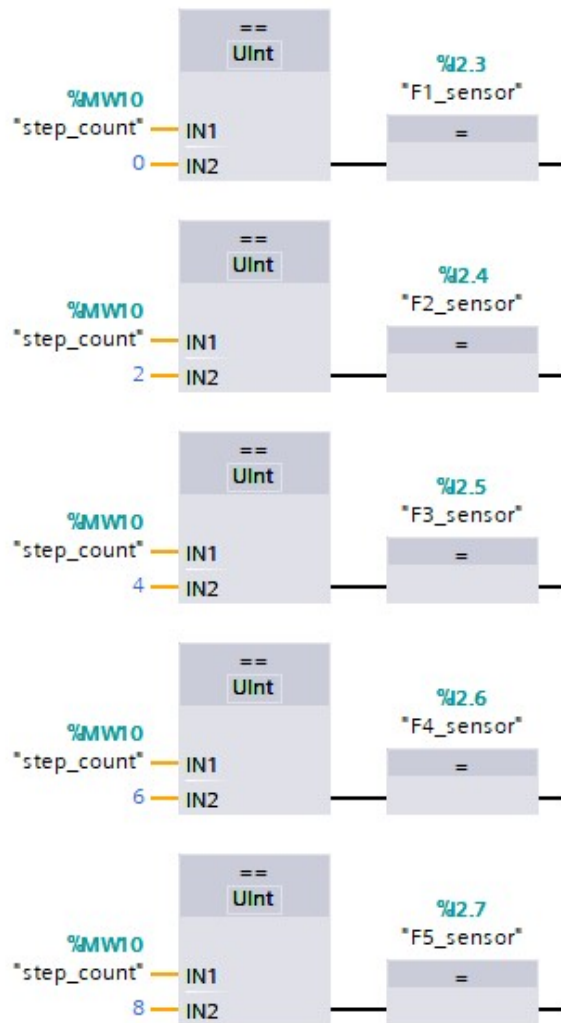 ==
UInt
%I2.3
"F1_sensor"
%MW10
"step_count"
IN1
=
0
IN2
==
UInt
%I2.4
"F2_sensor"
%MW10
"step_count"
IN1
=
2
IN2
==
UInt
%I2.5
"F3_sensor"
%MW10
"step_count"
IN1
=
4
IN2
==
UInt
%I2.6
"F4_sensor"
%MW10
"step_count"
IN1
=
6
IN2
==
UInt
%I2.7
"F5_sensor"
%MW10
"step_count"
IN1
=
8
IN2